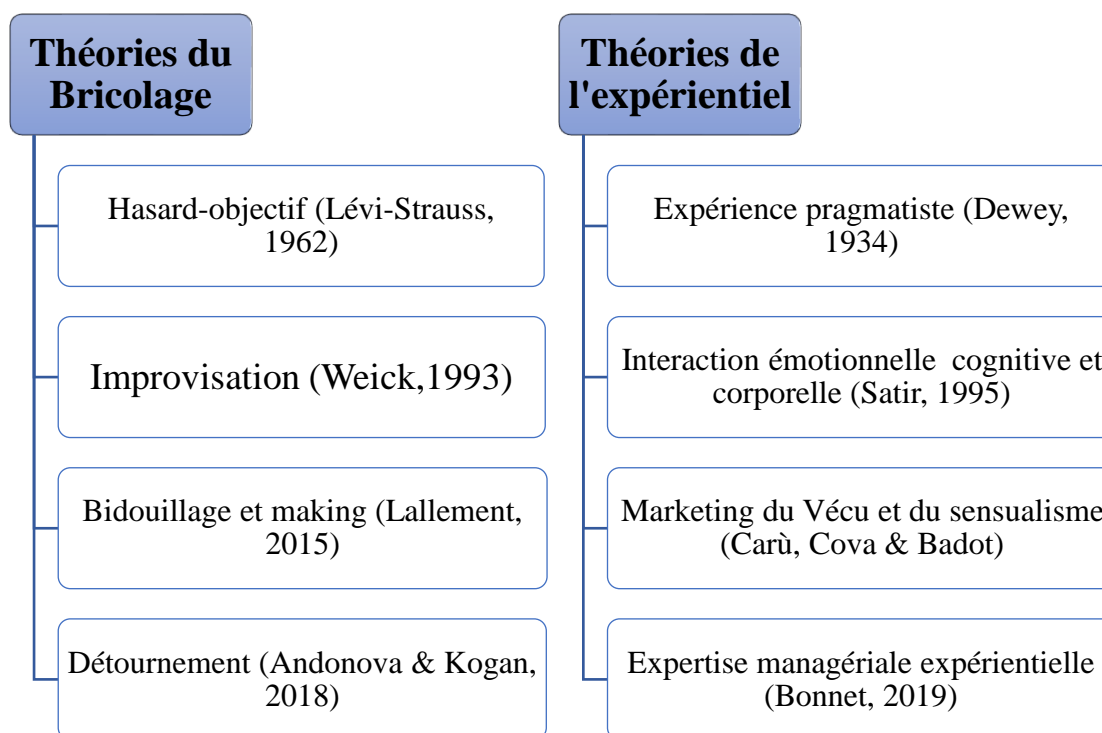 Théories du
Bricolage
Hasard-objectif (Lévi-Strauss,
1962)
Improvisation (Weick,1993)
Bidouillage et making (Lallement,
2015)
Détournement (Andonova & Kogan,
2018)
Théories de
l'expérientiel
Expérience pragmatiste (Dewey,
1934)
Interaction émotionnelle cognitive et
corporelle (Satir, 1995)
Marketing du Vécu et du sensualisme
(Carù, Cova & Badot)
Expertise managériale expérientielle
(Bonnet, 2019)